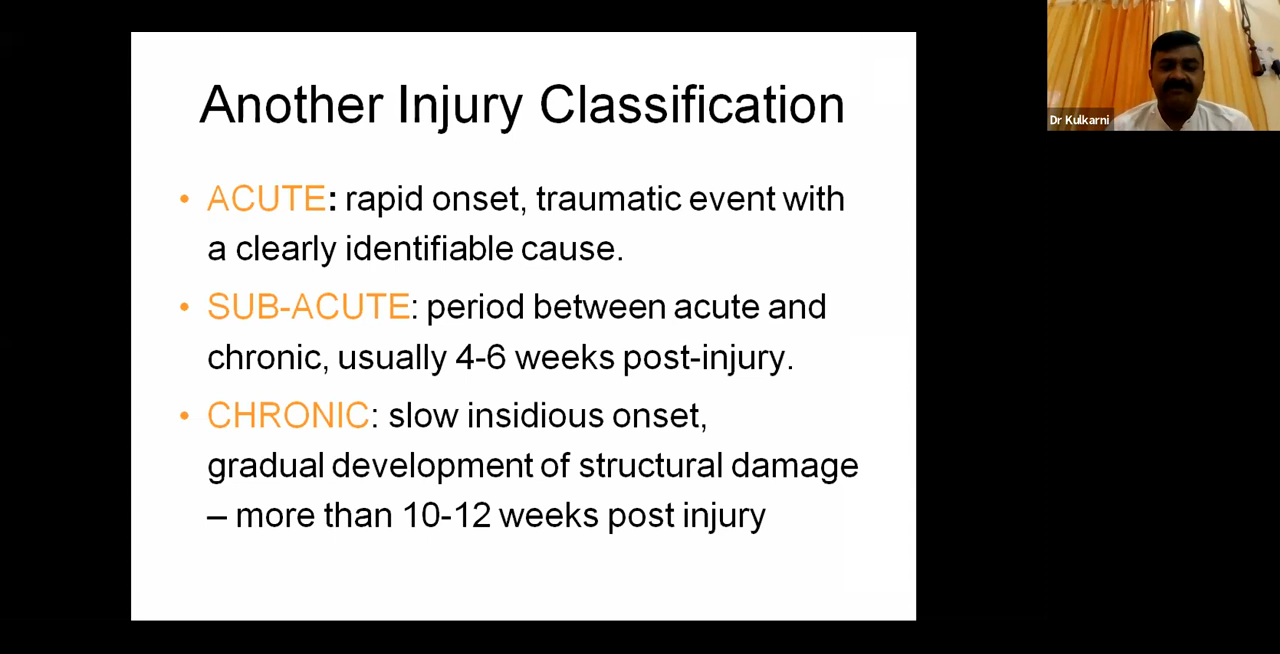 Another Injury Classification
• ACUTE: rapid onset, traumatic event with
a clearly identifiable cause.
• SUB-ACUTE: period between acute and
chronic, usually 4-6 weeks post-injury.
• CHRONIC: slow insidious onset,
gradual development of structural damage
– more than 10-12 weeks post injury
Dr Kulkarni